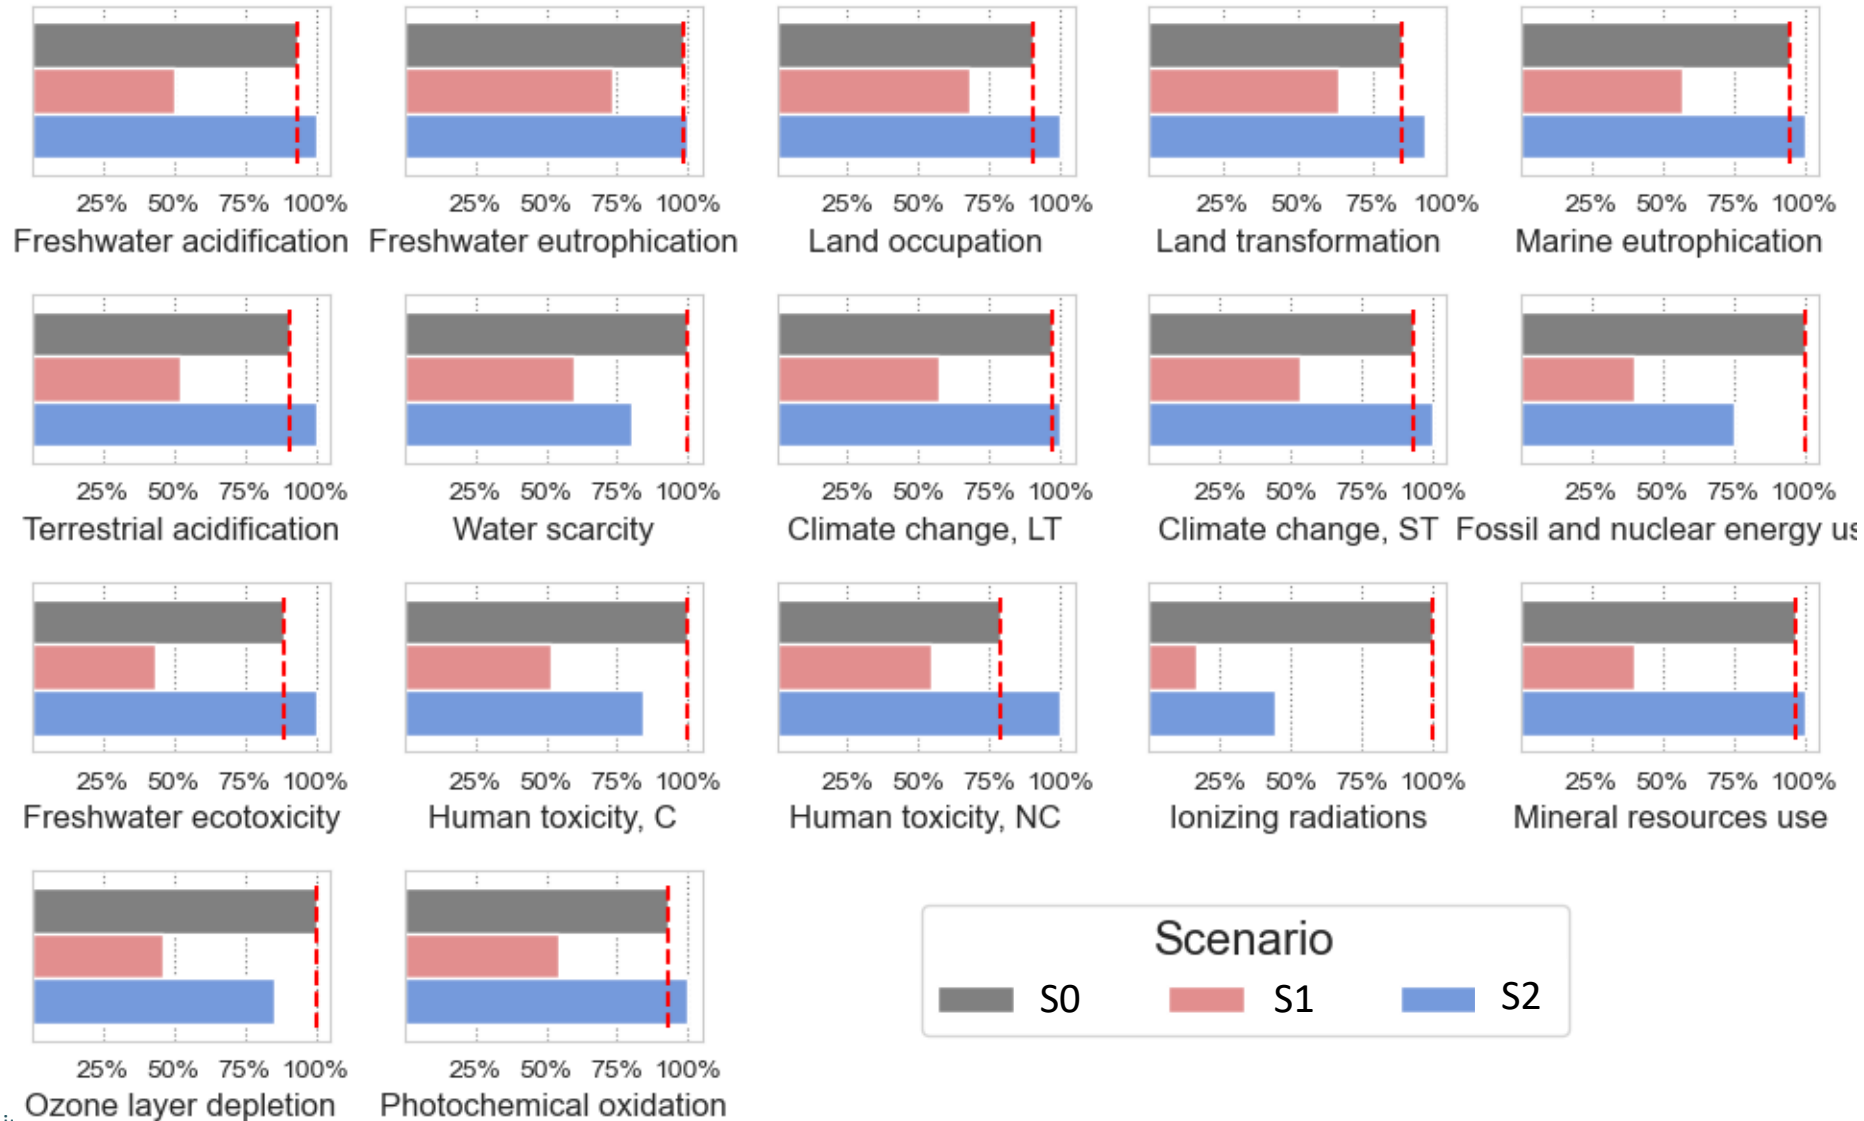 25% 50% 75% 100% 25% 50% 75% 100% 25% 50% 75% 100% 25% 50% 75% 100% 25% 50% 75% 100%
Freshwater acidification Freshwater eutrophication Land occupation Land transformation Marine eutrophication
25% 50% 75% 100% 25% 50% 75% 100% 25% 50% 75% 100% 25% 50% 75% 100% 25% 50% 75% 100%
Terrestrial acidification Water scarcity Climate change, LT Climate change, ST Fossil and nuclear energy us
25% 50% 75% 100% 25% 50% 75% 100% 25% 50% 75% 100% 25% 50% 75% 100% 25% 50% 75% 100%
Freshwater ecotoxicity Human toxicity, C Human toxicity, NC Ionizing radiations Mineral resources use
Scenario
S0 S1 S2
25% 50% 75% 100% 25% 50% 75% 100%
Ozone layer depletion Photochemical oxidation